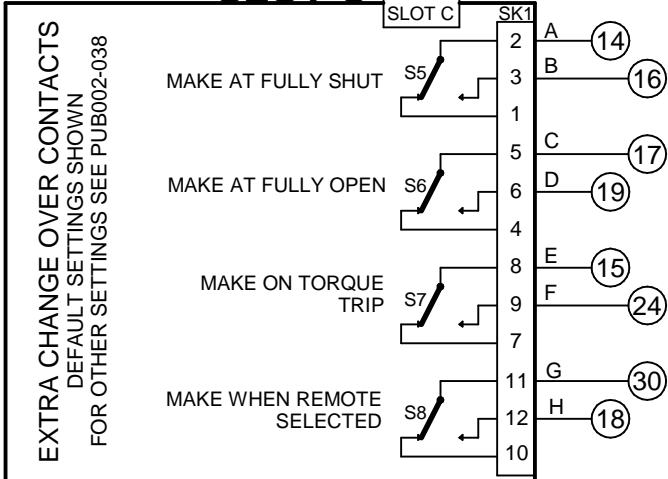 SLOT C
SK1
EXTRA CHANGE OVER CONTACTS
DEFAULT SETTINGS SHOWN
FOR OTHER SETTINGS SEE PUB002-038
MAKE AT FULLY SHUT
S5
2 A 14
3 B 16
1
MAKE AT FULLY OPEN
S6
5 C 17
6 D 19
4
MAKE ON TORQUE
TRIP
S7
8 E 15
9 F 24
7
MAKE WHEN REMOTE
SELECTED
S8
11 G 30
12 H 18
10